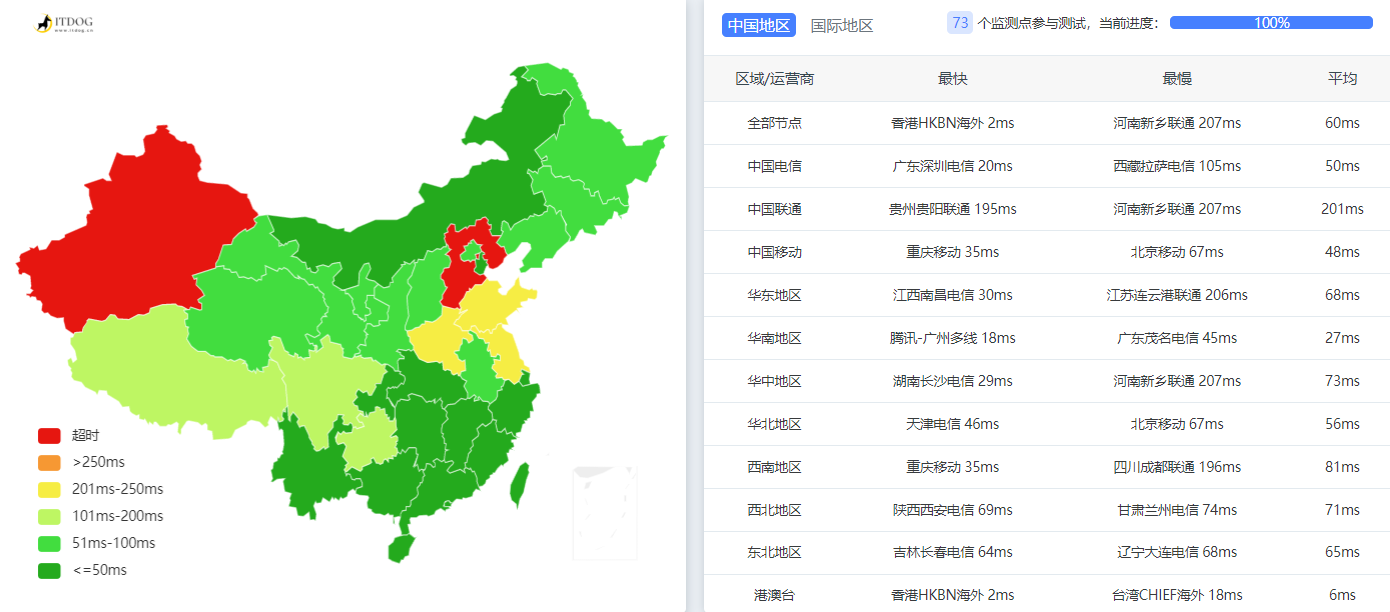 ITDOG
www.itdog.cn
超时
>250ms
201ms-250ms
101ms-200ms
51ms-100ms
<=50ms
中国地区 国际地区 73 个监测点参与测试，当前进度： 100%
区域/运营商 最快 最慢 平均
全部节点 香港HKBN海外 2ms 河南新乡联通 207ms 60ms
中国电信 广东深圳电信 20ms 西藏拉萨电信 105ms 50ms
中国联通 贵州贵阳联通 195ms 河南新乡联通 207ms 201ms
中国移动 重庆移动 35ms 北京移动 67ms 48ms
华东地区 江西南昌电信 30ms 江苏连云港联通 206ms 68ms
华南地区 腾讯-广州多线 18ms 广东茂名电信 45ms 27ms
华中地区 湖南长沙电信 29ms 河南新乡联通 207ms 73ms
华北地区 天津电信 46ms 北京移动 67ms 56ms
西南地区 重庆移动 35ms 四川成都联通 196ms 81ms
西北地区 陕西西安电信 69ms 甘肃兰州电信 74ms 71ms
东北地区 吉林长春电信 64ms 辽宁大连电信 68ms 65ms
港澳台 香港HKBN海外 2ms 台湾CHIEF海外 18ms 6ms